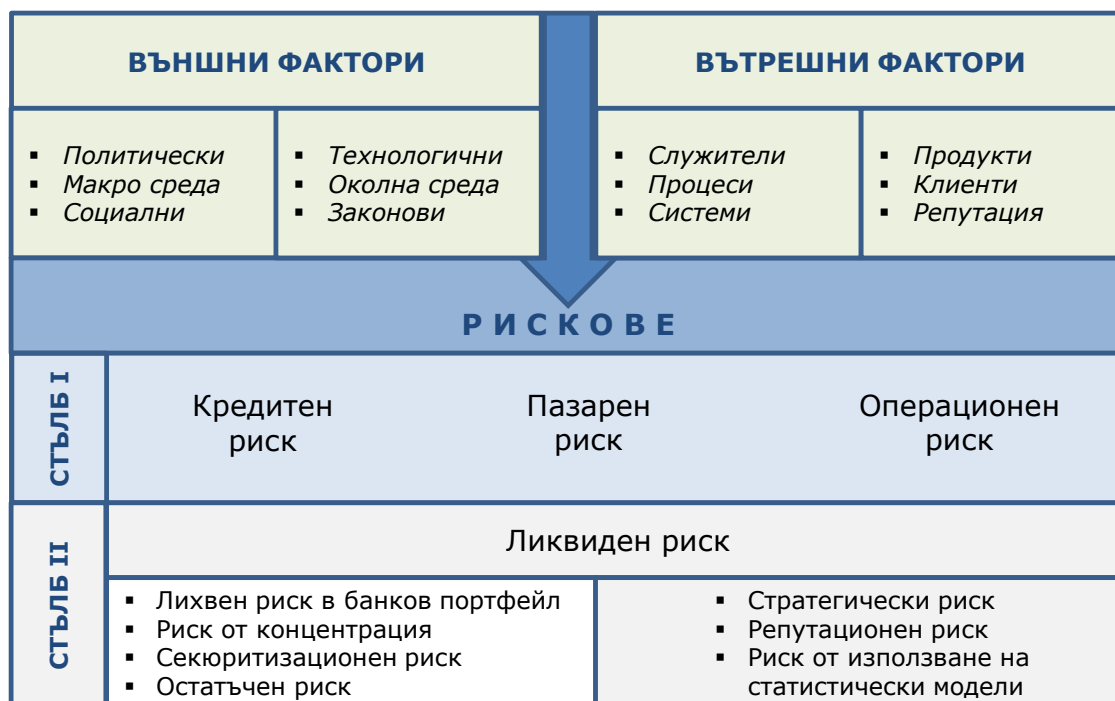 ВЪНШНИ ФАКТОРИ
▪ Политически
▪ Макро среда
▪ Социални
▪ Технологични
▪ Околна среда
▪ Законови
ВЪТРЕШНИ ФАКТОРИ
▪ Служители
▪ Процеси
▪ Системи
▪ Продукти
▪ Клиенти
▪ Репутация
Р И С К О В Е
СТЪЛБ I
Кредитен
риск
Пазарен
риск
Операционен
риск
СТЪЛБ II
Ликвиден риск
▪ Лихвен риск в банков портфейл
▪ Риск от концентрация
▪ Секюритизационен риск
▪ Остатъчен риск
▪ Стратегически риск
▪ Репутационен риск
▪ Риск от използване на
статистически модели